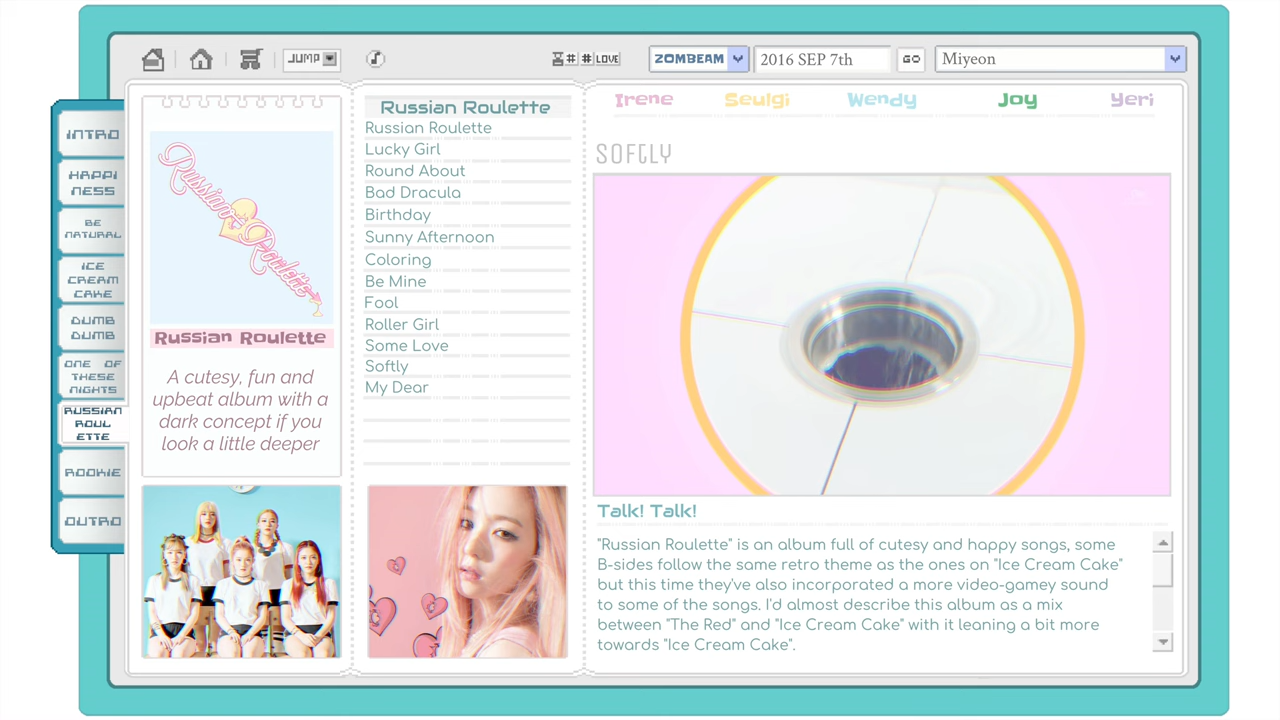 JUMP
# # LOVE
ZOMBEAM
2016 SEP 7th
GO
Miyeon
INTRO
HAPPI
NESS
BE
NATURAL
ICE
CREAM
CAKE
DUMB
DUMB
ONE OF
THESE
NIGHTS
RUSSIAN
ROUL
ETTE
ROOKIE
OUTRO
Russian Roulette
Russian Roulette
A cutesy, fun and
upbeat album with a
dark concept if you
look a little deeper
Russian Roulette
Russian Roulette
Lucky Girl
Round About
Bad Dracula
Birthday
Sunny Afternoon
Coloring
Be Mine
Fool
Roller Girl
Some Love
Softly
My Dear
Irene Seulgi Wendy Joy Yeri
SOFTLY
Talk! Talk!
"Russian Roulette" is an album full of cutesy and happy songs, some
B-sides follow the same retro theme as the ones on "Ice Cream Cake"
but this time they've also incorporated a more video-gamey sound
to some of the songs. I'd almost describe this album as a mix
between "The Red" and "Ice Cream Cake" with it leaning a bit more
towards "Ice Cream Cake".